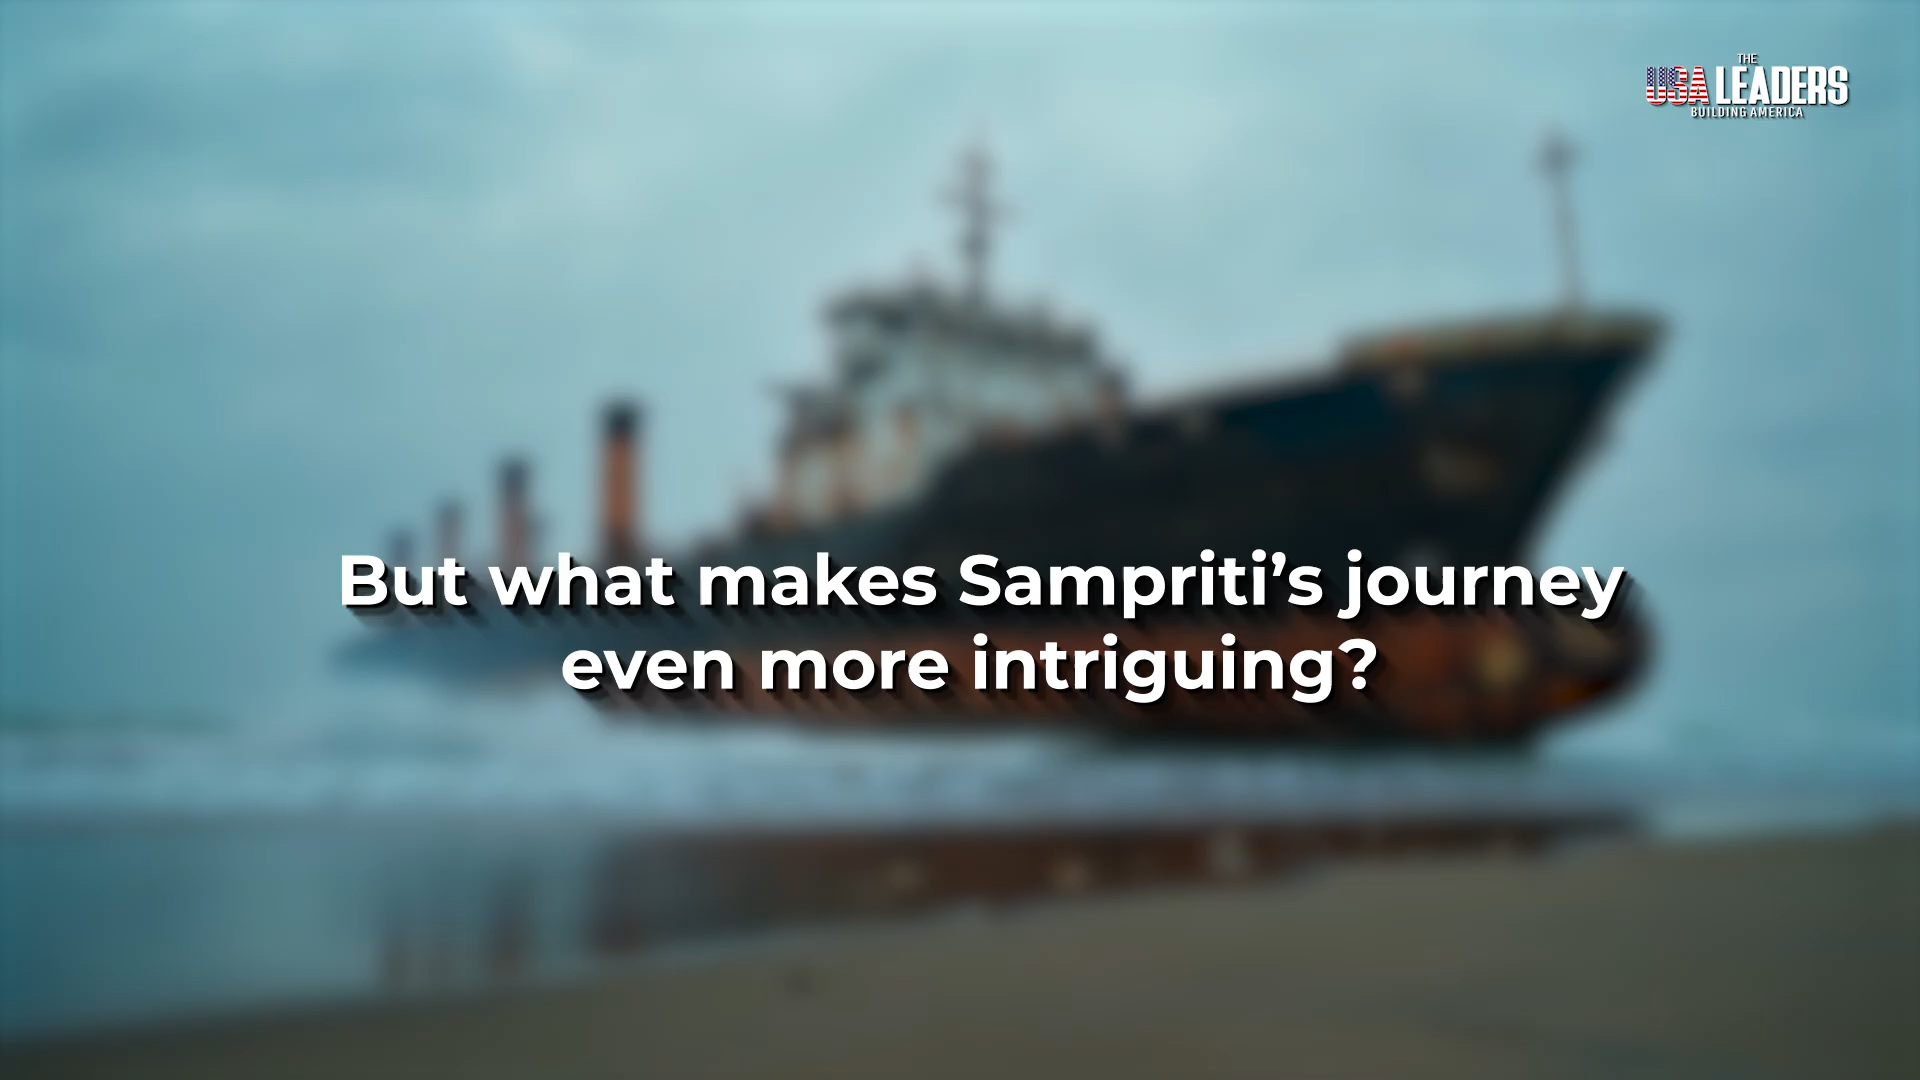 THE
USA LEADERS
BUILDING AMERICA
But what makes Sampriti’s journey
even more intriguing?